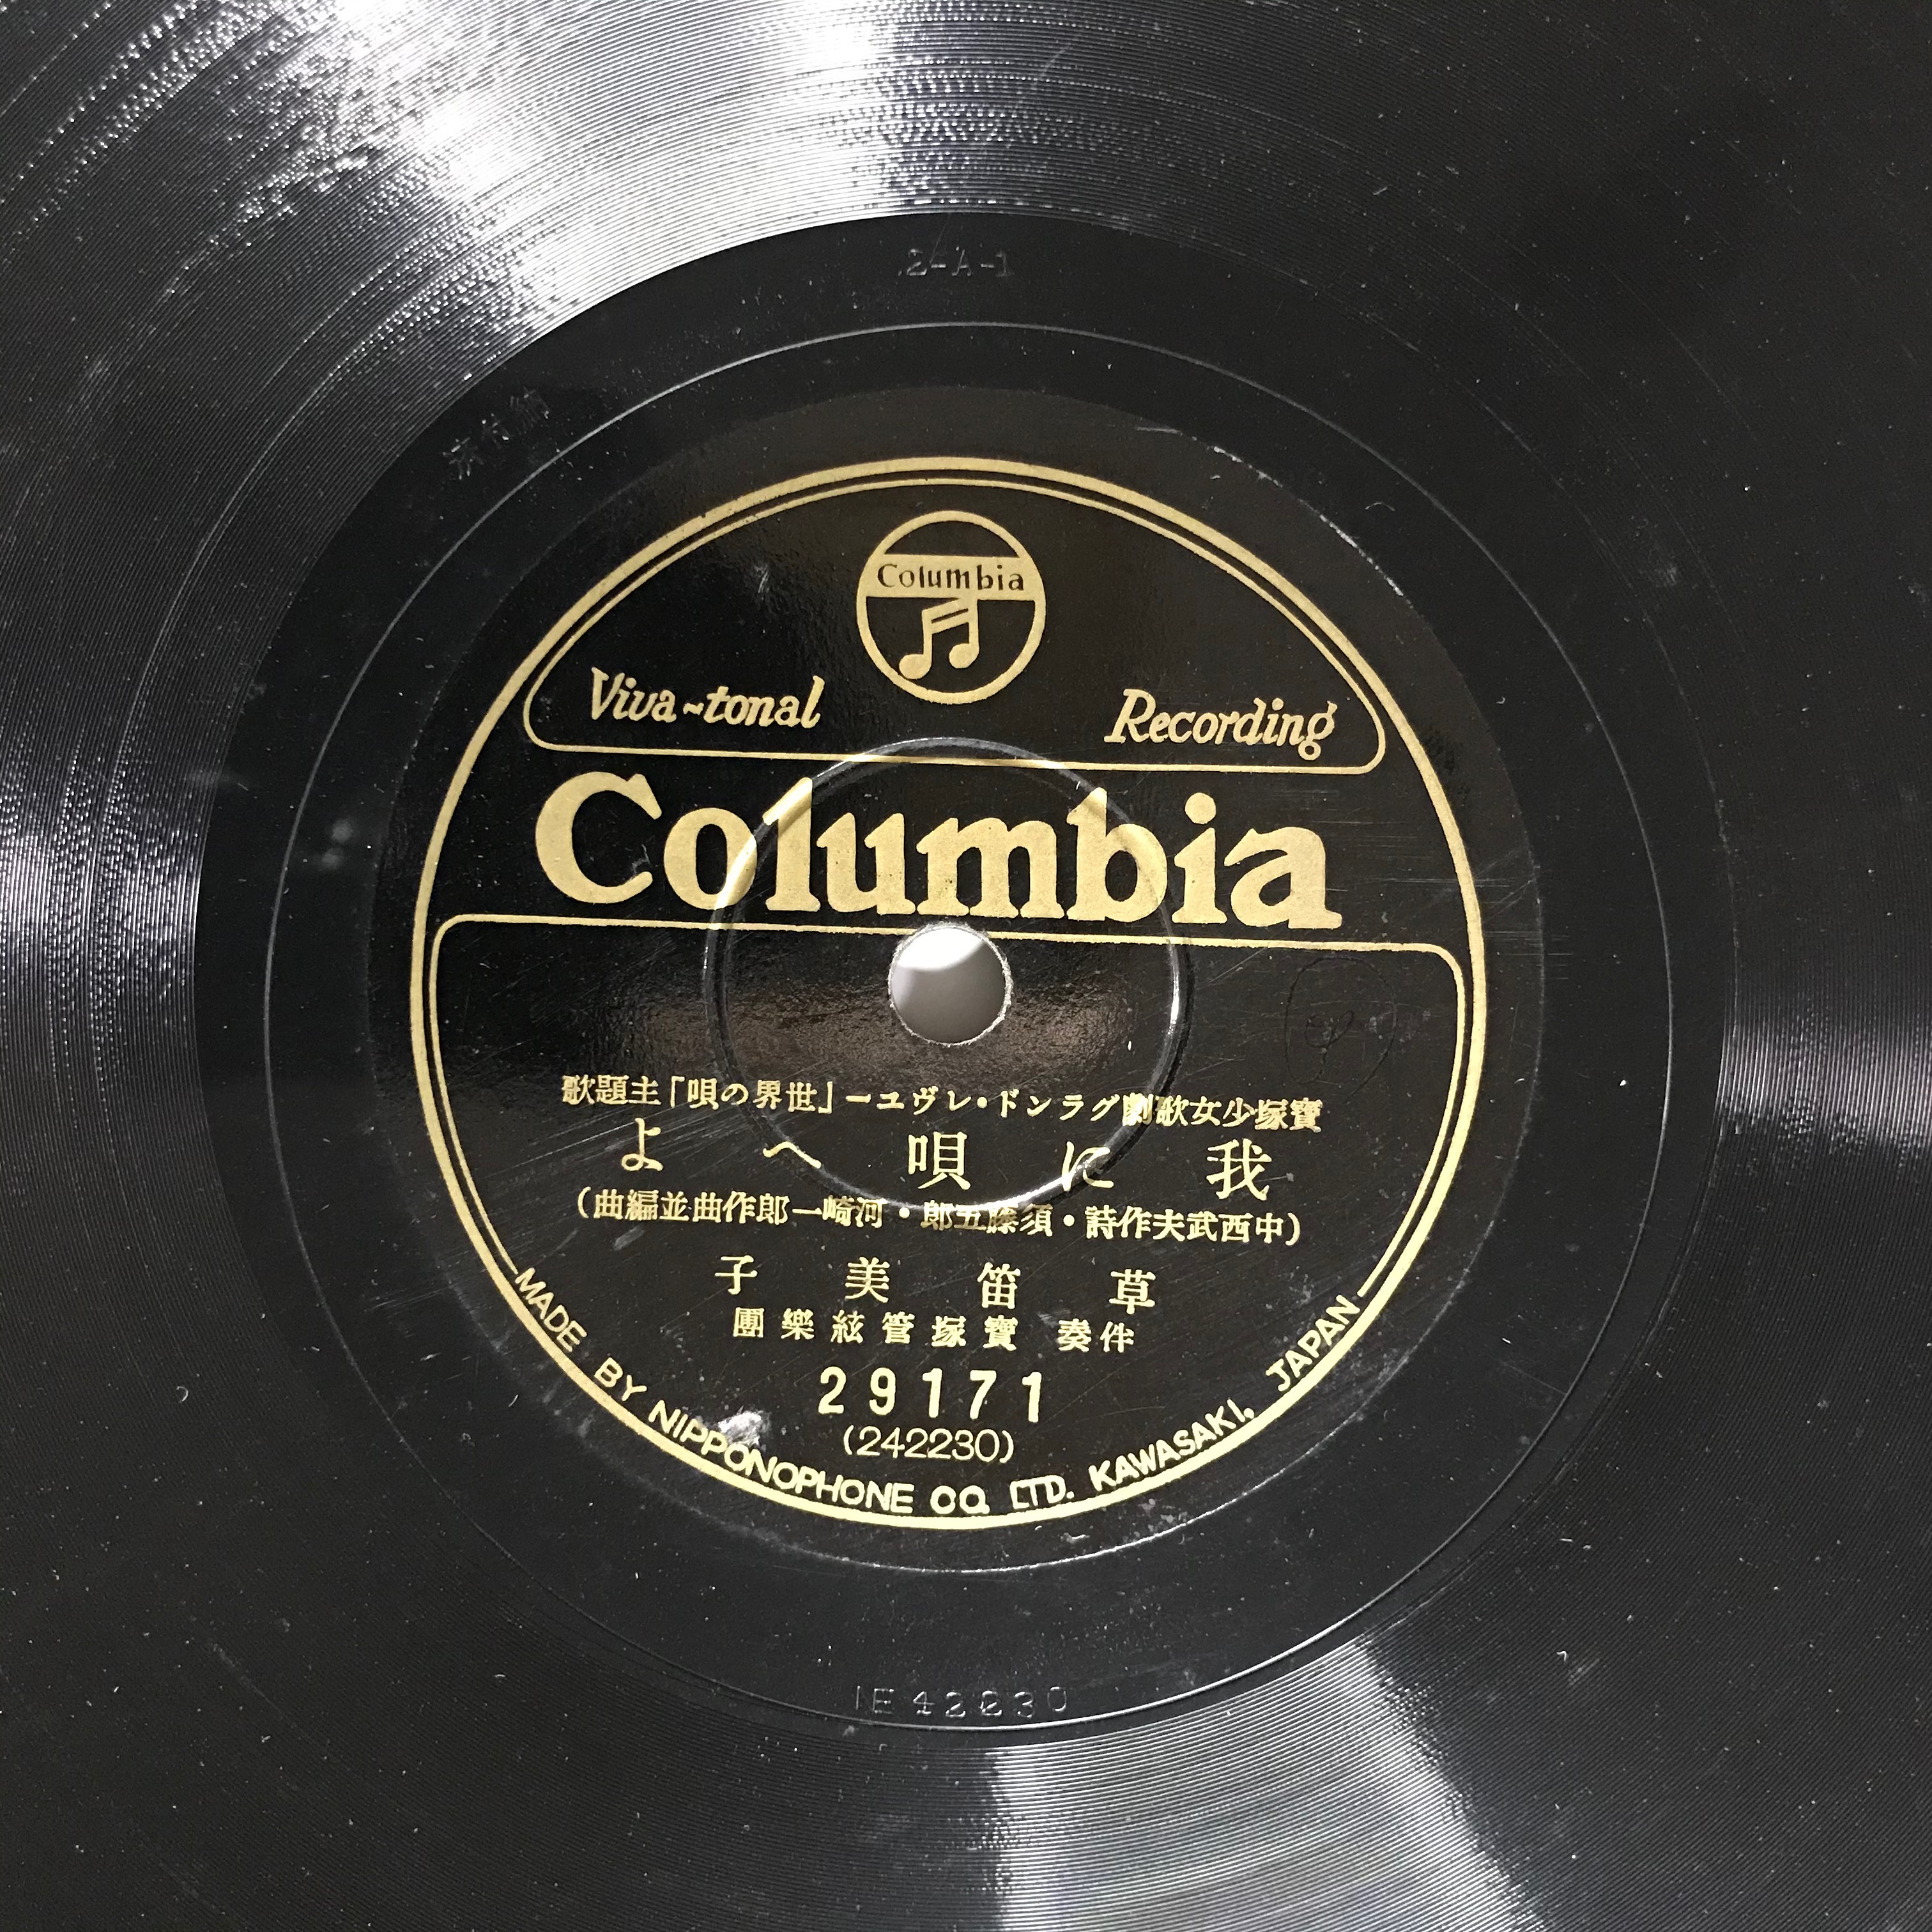 2-A-1
Columbia
Viva-tonal Recording
Columbia
寶塚少女歌劇グランド・レヴユー「世界の唄」主題歌
我に唄へよ
(中西武夫作詩・須藤五郎・河崎一郎作曲並編曲)
草笛美子
伴奏 寶塚管絃樂團
29171
(242230)
MADE BY NIPPONOPHONE CO. LTD. KAWASAKI, JAPAN
1E42230